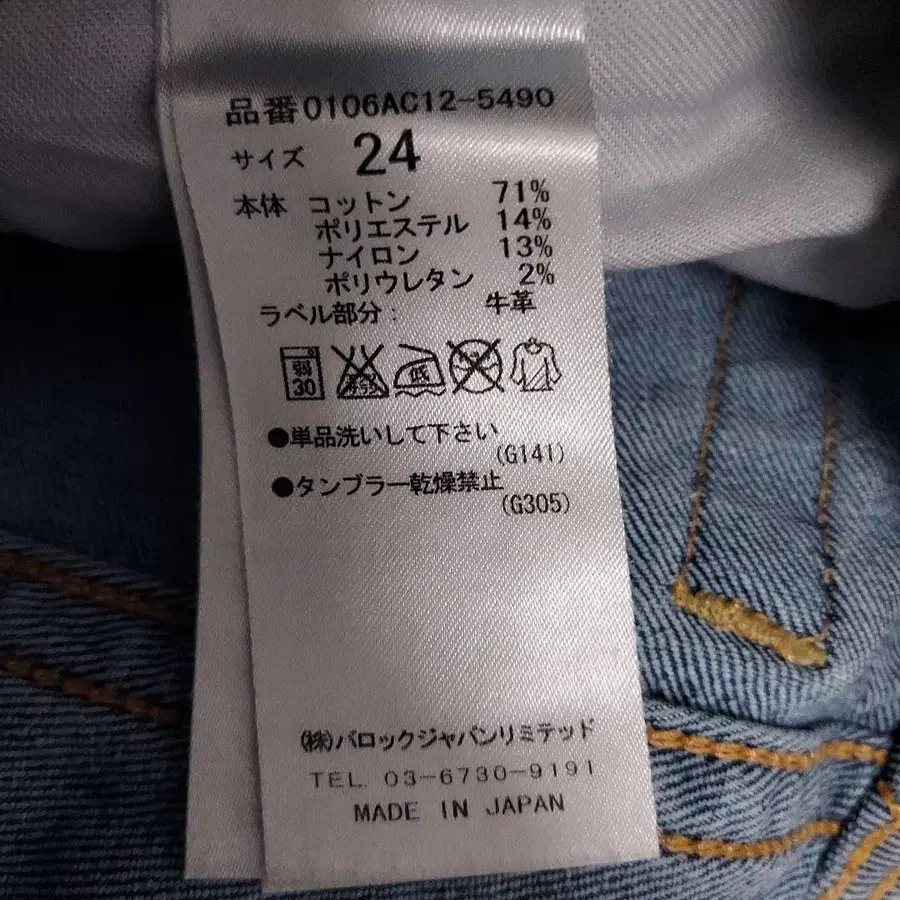 品番0106AC12-5490
サイズ 24
本体 コットン 71%
ポリエステル 14%
ナイロン 13%
ポリウレタン 2%
ラベル部分: 牛革
弱 30 低
●単品洗いして下さい
(G141)
●タンブラー乾燥禁止
(G305)
(株)バロックジャパンリミテッド
TEL 03-6730-9191
MADE IN JAPAN